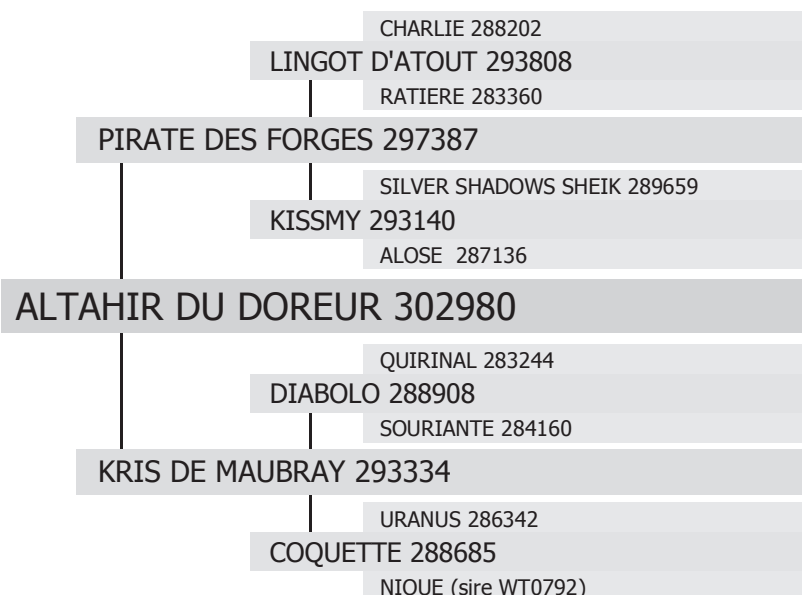 CHARLIE 288202
LINGOT D'ATOUT 293808
RATIERE 283360
PIRATE DES FORGES 297387
SILVER SHADOWS SHEIK 289659
KISSMY 293140
ALOSE 287136
ALTAHIR DU DOREUR 302980
QUIRINAL 283244
DIABOLO 288908
SOURIANTE 284160
KRIS DE MAUBRAY 293334
URANUS 286342
COQUETTE 288685
NIQUE (sire WT0792)